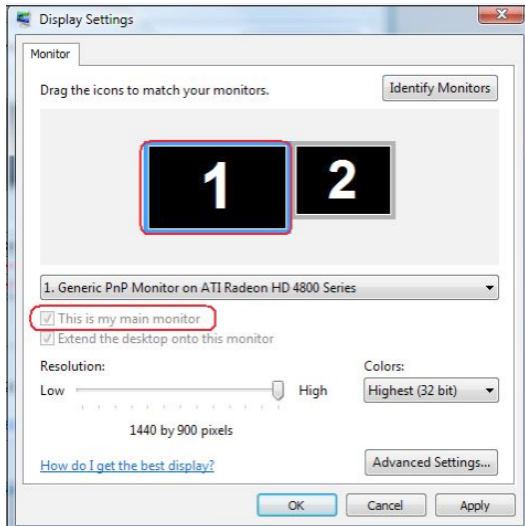 Display Settings
Monitor
Drag the icons to match your monitors.
Identify Monitors
1
2
1. Generic PnP Monitor on ATI Radeon HD 4800 Series
This is my main monitor
Extend the desktop onto this monitor
Resolution:
Colors:
Low
High
Highest (32 bit)
1440 by 900 pixels
How do I get the best display?
Advanced Settings...
OK
Cancel
Apply